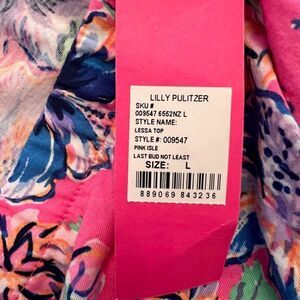 LILLY PULITZER
SKU #
009547 6552NZ L
STYLE NAME:
LESSA TOP
STYLE #: 009547
PINK ISLE
LAST BUD NOT LEAST
SIZE: L
889069 843236